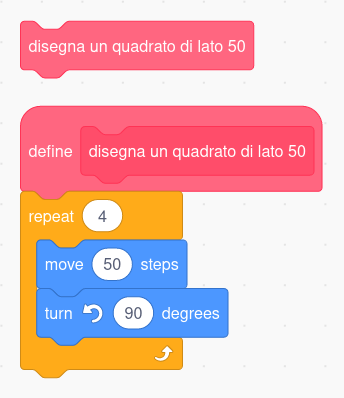 disegna un quadrato di lato 50
define disegna un quadrato di lato 50
repeat 4
move 50 steps
turn 90 degrees